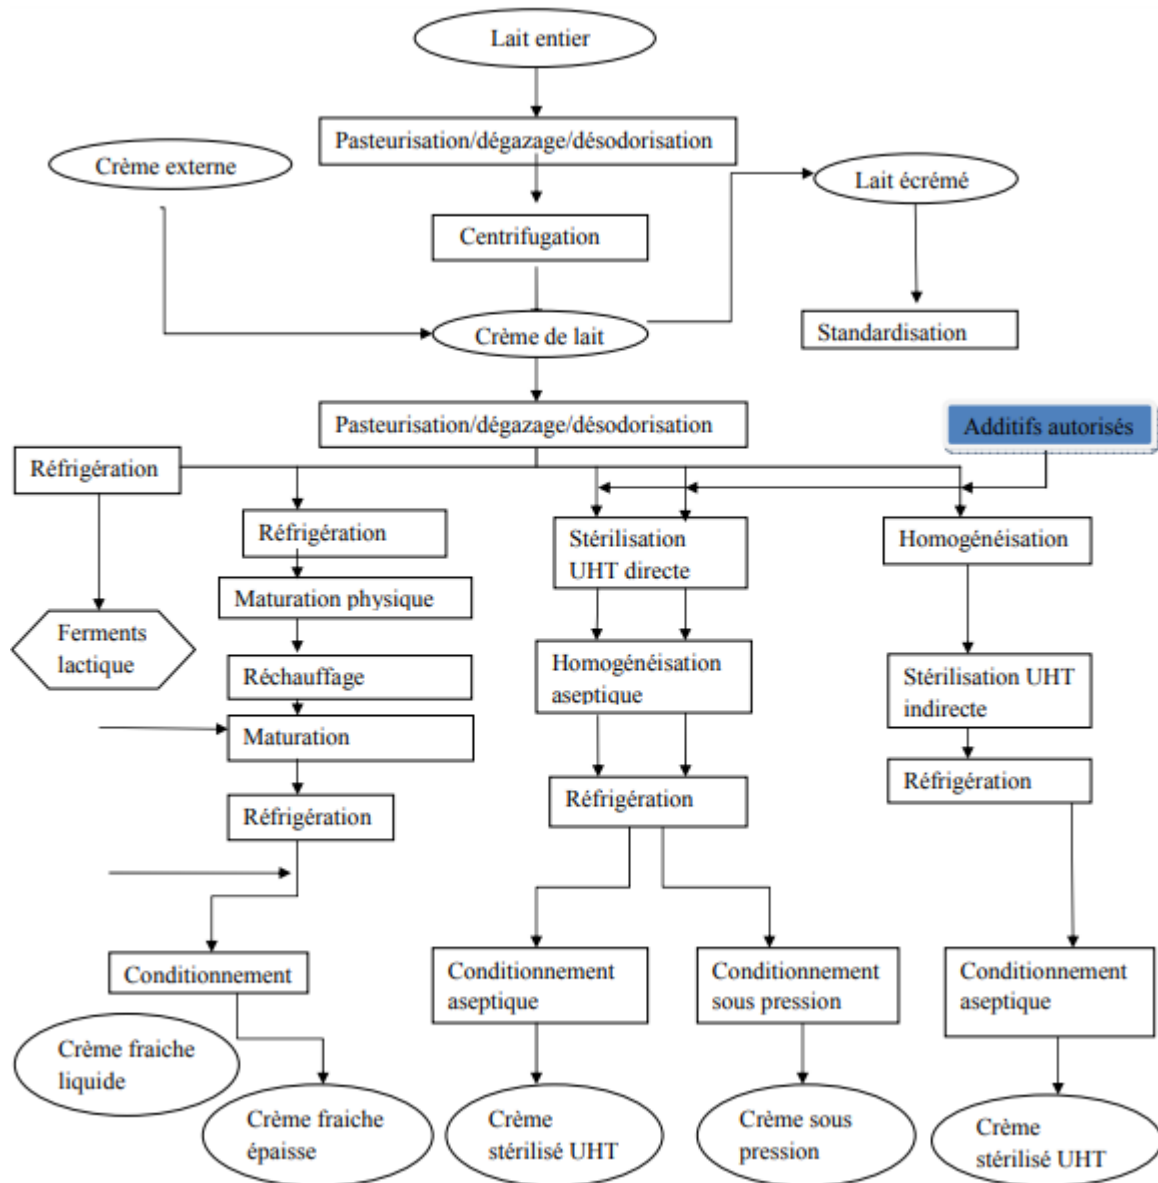 Lait entier
Pasteurisation/dégazage/désodorisation
Crème externe
Lait écrémé
Centrifugation
Standardisation
Crème de lait
Pasteurisation/dégazage/désodorisation
Additifs autorisés
Réfrigération
Réfrigération
Stérilisation
UHT directe
Homogénéisation
Maturation physique
Ferments
lactique
Homogénéisation
aseptique
Réchauffage
Stérilisation UHT
indirecte
Maturation
Réfrigération
Réfrigération
Réfrigération
Conditionnement
Conditionnement
aseptique
Conditionnement
sous pression
Conditionnement
aseptique
Crème fraiche
liquide
Crème fraiche
épaisse
Crème
stérilisé UHT
Crème sous
pression
Crème
stérilisé UHT